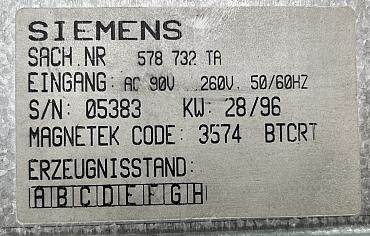 SIEMENS
SACH.NR 578 732 TA
EINGANG: AC 90V...260V, 50/60HZ
S/N: 05383 KW: 28/96
MAGNETEK CODE: 3574 BTCRT
ERZEUGNISSTAND:
A B C D E F G H